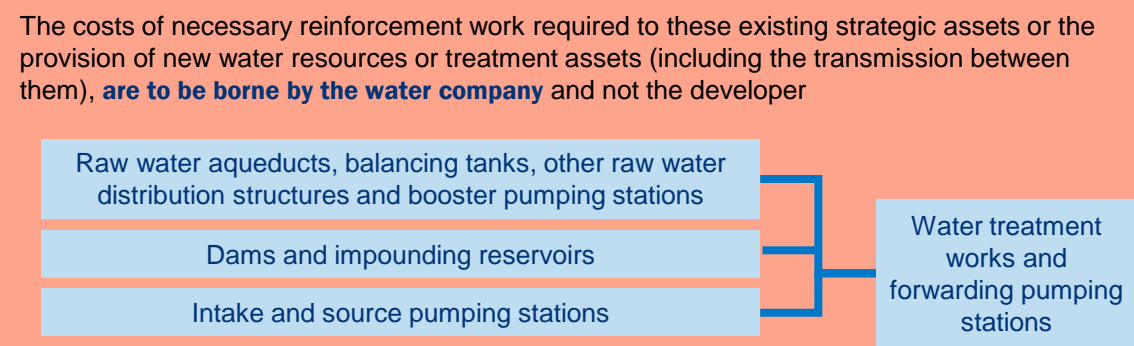 The costs of necessary reinforcement work required to these existing strategic assets or the
provision of new water resources or treatment assets (including the transmission between
them), are to be borne by the water company and not the developer
Raw water aqueducts, balancing tanks, other raw water
distribution structures and booster pumping stations
Dams and impounding reservoirs
Intake and source pumping stations
Water treatment
works and
forwarding pumping
stations